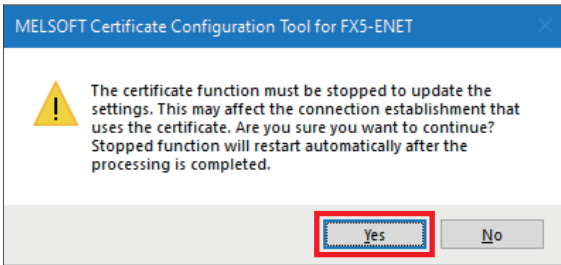 MELSOFT Certificate Configuration Tool for FX5-ENET
The certificate function must be stopped to update the
settings. This may affect the connection establishment that
uses the certificate. Are you sure you want to continue?
Stopped function will restart automatically after the
processing is completed.
Yes
No